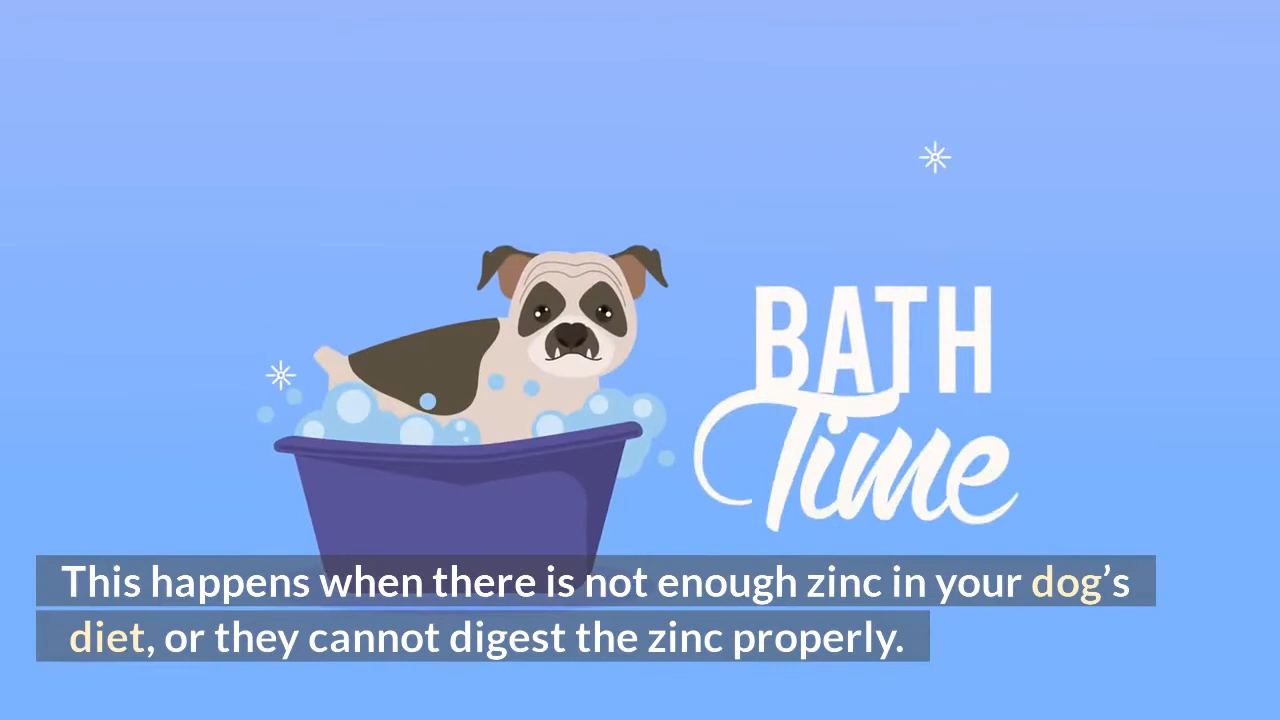 BATH
Time
This happens when there is not enough zinc in your dog’s
diet, or they cannot digest the zinc properly.